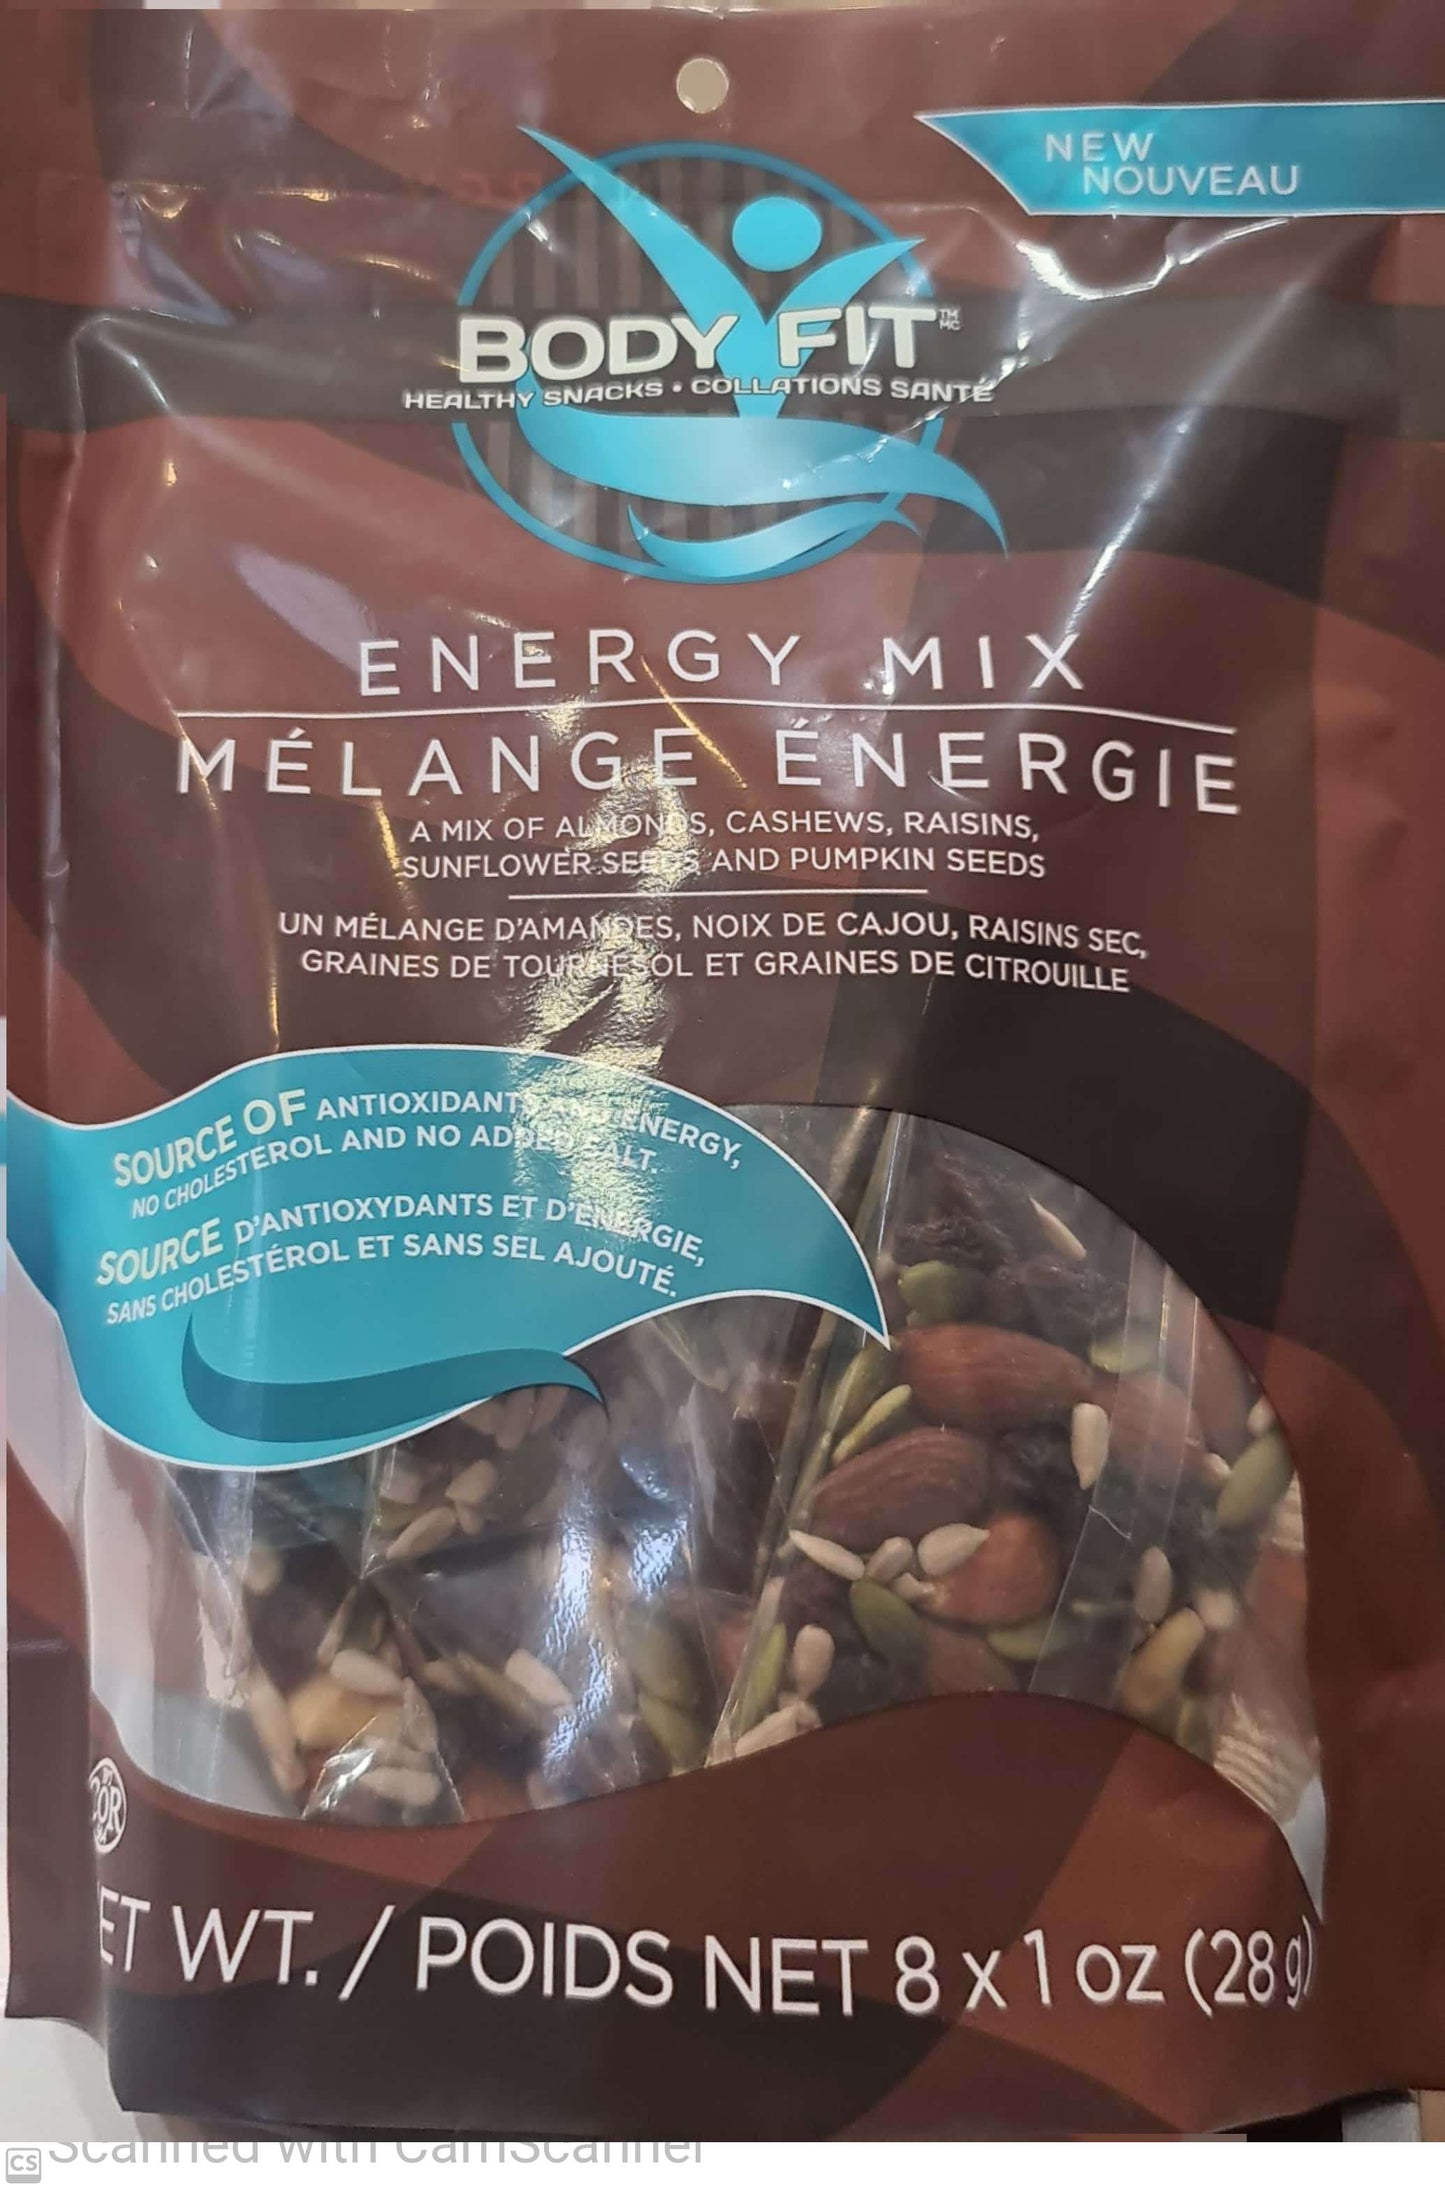 NEW
NOUVEAU
BODY FIT™ MC
HEALTHY SNACKS • COLLATIONS SANTÉ
ENERGY MIX
MÉLANGE ÉNERGIE
A MIX OF ALMONDS, CASHEWS, RAISINS,
SUNFLOWER SEEDS AND PUMPKIN SEEDS
UN MÉLANGE D'AMANDES, NOIX DE CAJOU, RAISINS SEC,
GRAINES DE TOURNESOL ET GRAINES DE CITROUILLE
SOURCE OF ANTIOXIDANTS AND ENERGY,
NO CHOLESTEROL AND NO ADDED SALT.
SOURCE D'ANTIOXYDANTS ET D'ÉNERGIE,
SANS CHOLESTÉROL ET SANS SEL AJOUTÉ.
ET WT. / POIDS NET 8 x 1 oz (28 g)
CS Scanned with CamScanner